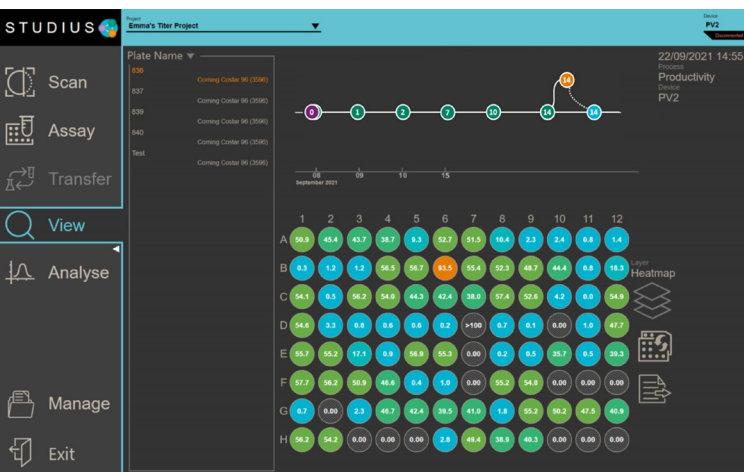 STUDIUS
Project
Emma's Titer Project
Device
PV2
Disconnected
Scan
Assay
Transfer
View
Analyse
Manage
Exit
Plate Name
836
Corning Costar 96 (3596)
837
Corning Costar 96 (3596)
839
Corning Costar 96 (3596)
840
Corning Costar 96 (3596)
Test
Corning Costar 96 (3596)
22/09/2021 14:55
Process
Productivity
Device
PV2
14
0 1 2 7 10 14 14
08 09 10 15
September 2021
1 2 3 4 5 6 7 8 9 10 11 12
A 50.9 45.4 43.7 38.7 9.3 52.7 51.5 10.4 2.3 2.4 0.8 1.4
B 0.3 1.2 1.2 56.5 56.7 93.5 55.4 52.3 48.7 44.4 0.8 18.3
C 54.1 0.5 56.2 54.0 44.3 42.4 38.0 57.4 52.6 4.2 0.0 54.9
D 54.6 3.3 0.8 0.6 0.6 0.2 >100 0.7 0.1 0.00 1.0 47.7
E 55.7 55.2 17.1 0.9 56.9 55.3 0.00 0.2 0.5 35.7 0.5 39.3
F 57.7 56.2 50.9 46.6 0.4 1.0 0.00 55.2 54.8 0.00 0.00 0.00
G 0.7 0.00 2.3 48.7 42.4 39.5 41.0 1.8 55.2 50.2 47.5 40.9
H 56.2 54.2 0.00 0.00 0.00 2.8 49.4 38.9 40.3 0.00 0.00 0.00
Layer
Heatmap